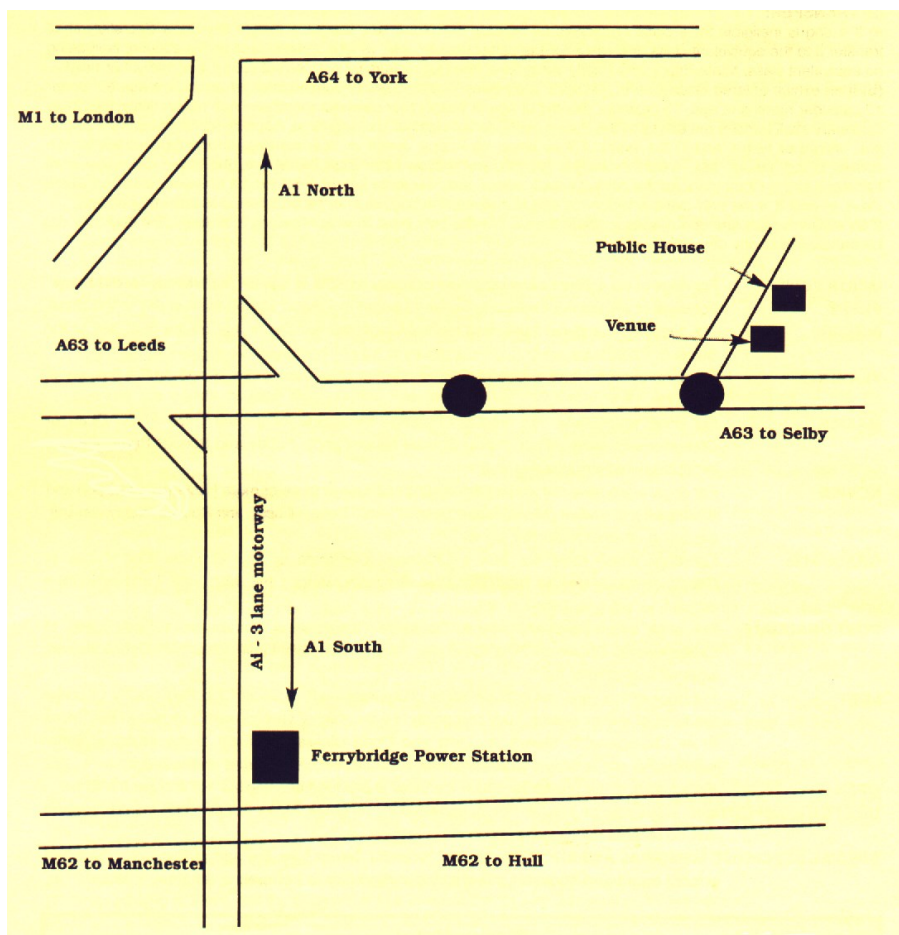 A64 to York
M1 to London
A1 North
Public House
Venue
A63 to Leeds
A63 to Selby
A1 - 3 lane motorway
A1 South
Ferrybridge Power Station
M62 to Manchester
M62 to Hull